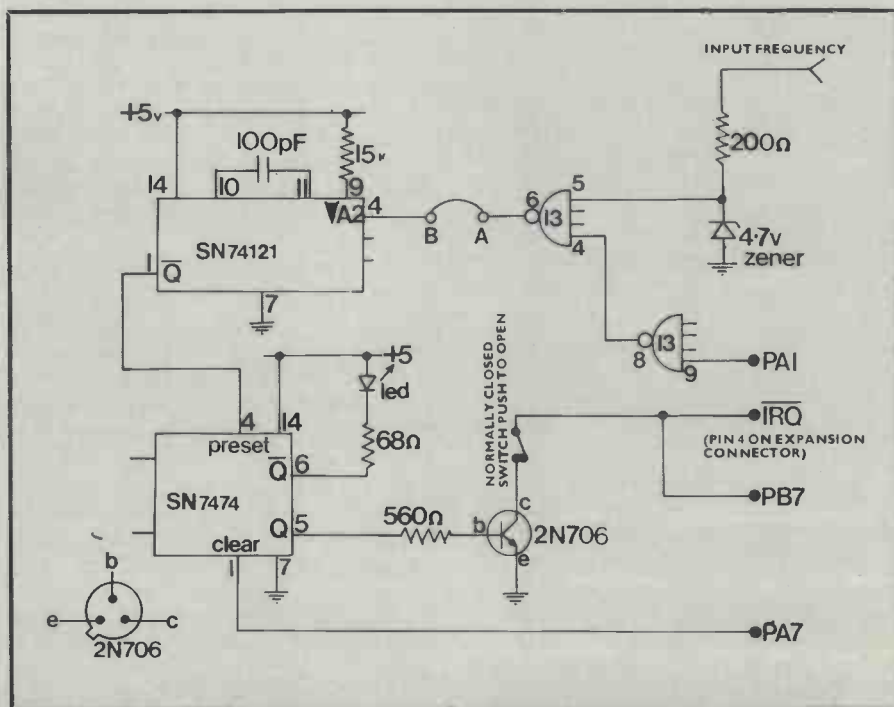 INPUT FREQUENCY
+5v
100pF
15k
200Ω
14
10
11
9
4
6
5
A2
13
B
A
4
4.7v
zener
1
Q̅
SN74121
7
13
8
9
PA1
NORMALLY CLOSED
SWITCH PUSH TO OPEN
+5
led
4
14
preset
68Ω
I̅R̅Q̅
(PIN 4 ON EXPANSION
CONNECTOR)
Q̅
6
SN7474
PB7
560Ω
c
Q
5
b
2N706
clear
e
1
7
b
e
c
PA7
2N706